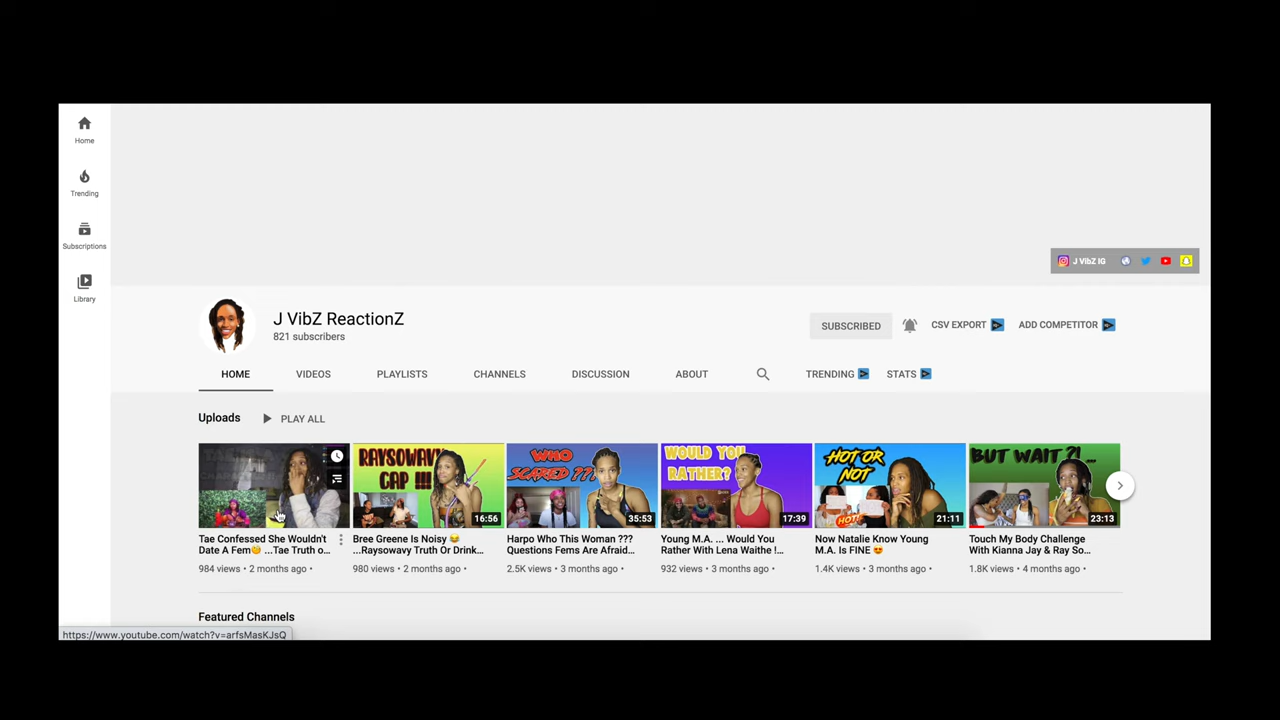 Home
Trending
Subscriptions
Library
J VibZ IG
J VibZ ReactionZ
821 subscribers
SUBSCRIBED
CSV EXPORT
ADD COMPETITOR
HOME
VIDEOS
PLAYLISTS
CHANNELS
DISCUSSION
ABOUT
TRENDING
STATS
Uploads
PLAY ALL
RAYSOWAVY
CAP !!!
16:56
WHO
SCARED ???
35:53
WOULD YOU
RATHER?
17:39
HOT OR
NOT
HOT!
21:11
BUT WAIT ?! ...
23:13
Tae Confessed She Wouldn't
Date A Fem😏 ...Tae Truth o...
984 views • 2 months ago •
Bree Greene Is Noisy 😂
...Raysowavy Truth Or Drink...
980 views • 2 months ago •
Harpo Who This Woman ???
Questions Fems Are Afraid...
2.5K views • 3 months ago •
Young M.A. ... Would You
Rather With Lena Waithe !...
932 views • 3 months ago •
Now Natalie Know Young
M.A. Is FINE 😍
1.4K views • 3 months ago •
Touch My Body Challenge
With Kianna Jay & Ray So...
1.8K views • 4 months ago •
Featured Channels
https://www.youtube.com/watch?v=arfsMasKJsQ